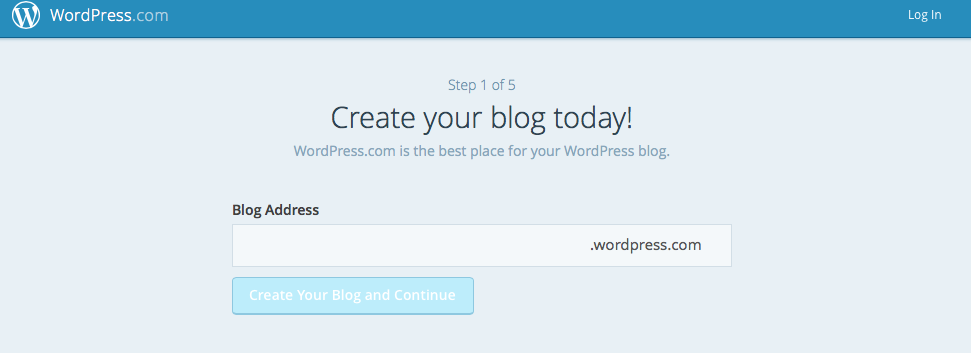 WordPress.com
Log In
Step 1 of 5
Create your blog today!
WordPress.com is the best place for your WordPress blog.
Blog Address
.wordpress.com
Create Your Blog and Continue